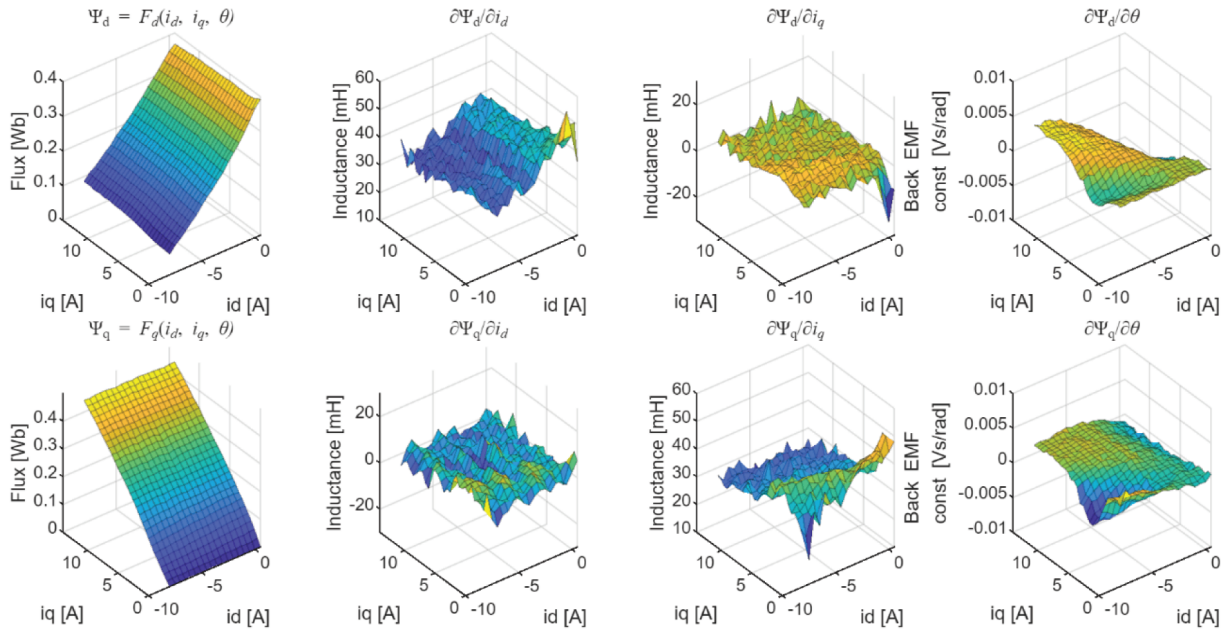 Ψd = Fd(id, iq, θ)
∂Ψd/∂id
∂Ψd/∂iq
∂Ψd/∂θ
Flux [Wb]
0.4
0.3
0.2
0.1
0
10
5
0
-10
-5
0
iq [A]
id [A]
Inductance [mH]
60
50
40
30
20
10
10
5
0
-10
-5
0
iq [A]
id [A]
Inductance [mH]
20
0
-20
10
5
0
-10
-5
0
iq [A]
id [A]
Back EMF
const [Vs/rad]
0.01
0.005
0
-0.005
-0.01
10
5
0
-10
-5
0
iq [A]
id [A]
Ψq = Fq(id, iq, θ)
∂Ψq/∂id
∂Ψq/∂iq
∂Ψq/∂θ
Flux [Wb]
0.4
0.3
0.2
0.1
0
10
5
0
-10
-5
0
iq [A]
id [A]
Inductance [mH]
20
0
-20
10
5
0
-10
-5
0
iq [A]
id [A]
Inductance [mH]
60
50
40
30
20
10
10
5
0
-10
-5
0
iq [A]
id [A]
Back EMF
const [Vs/rad]
0.01
0.005
0
-0.005
-0.01
10
5
0
-10
-5
0
iq [A]
id [A]